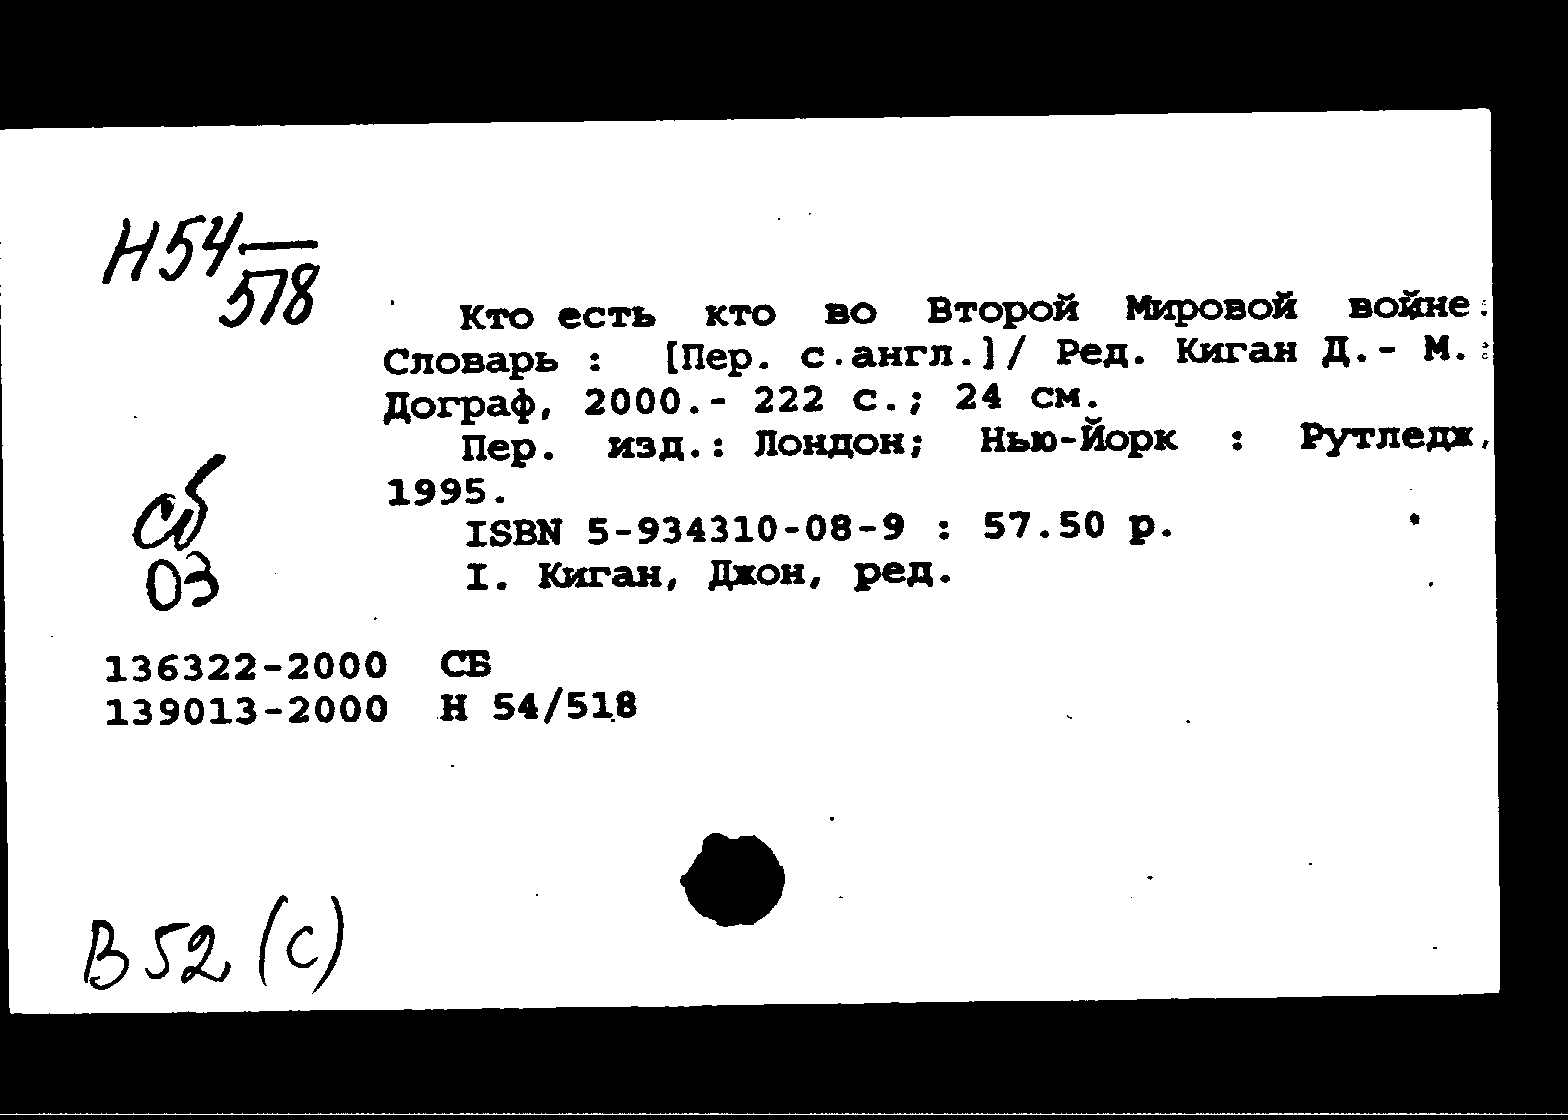 Н54
578
Кто есть кто во Второй Мировой войне:
Словарь : [Пер. с англ.]/ Ред. Киган Д.- М. :
Дограф, 2000.- 222 с.; 24 см.
Пер. изд.: Лондон; Нью-Йорк : Рутледж,
1995.
ISBN 5-934310-08-9 : 57.50 р.
I. Киган, Джон, ред.
сб
03
136322-2000 СБ
139013-2000 Н 54/518
В 52 (с)